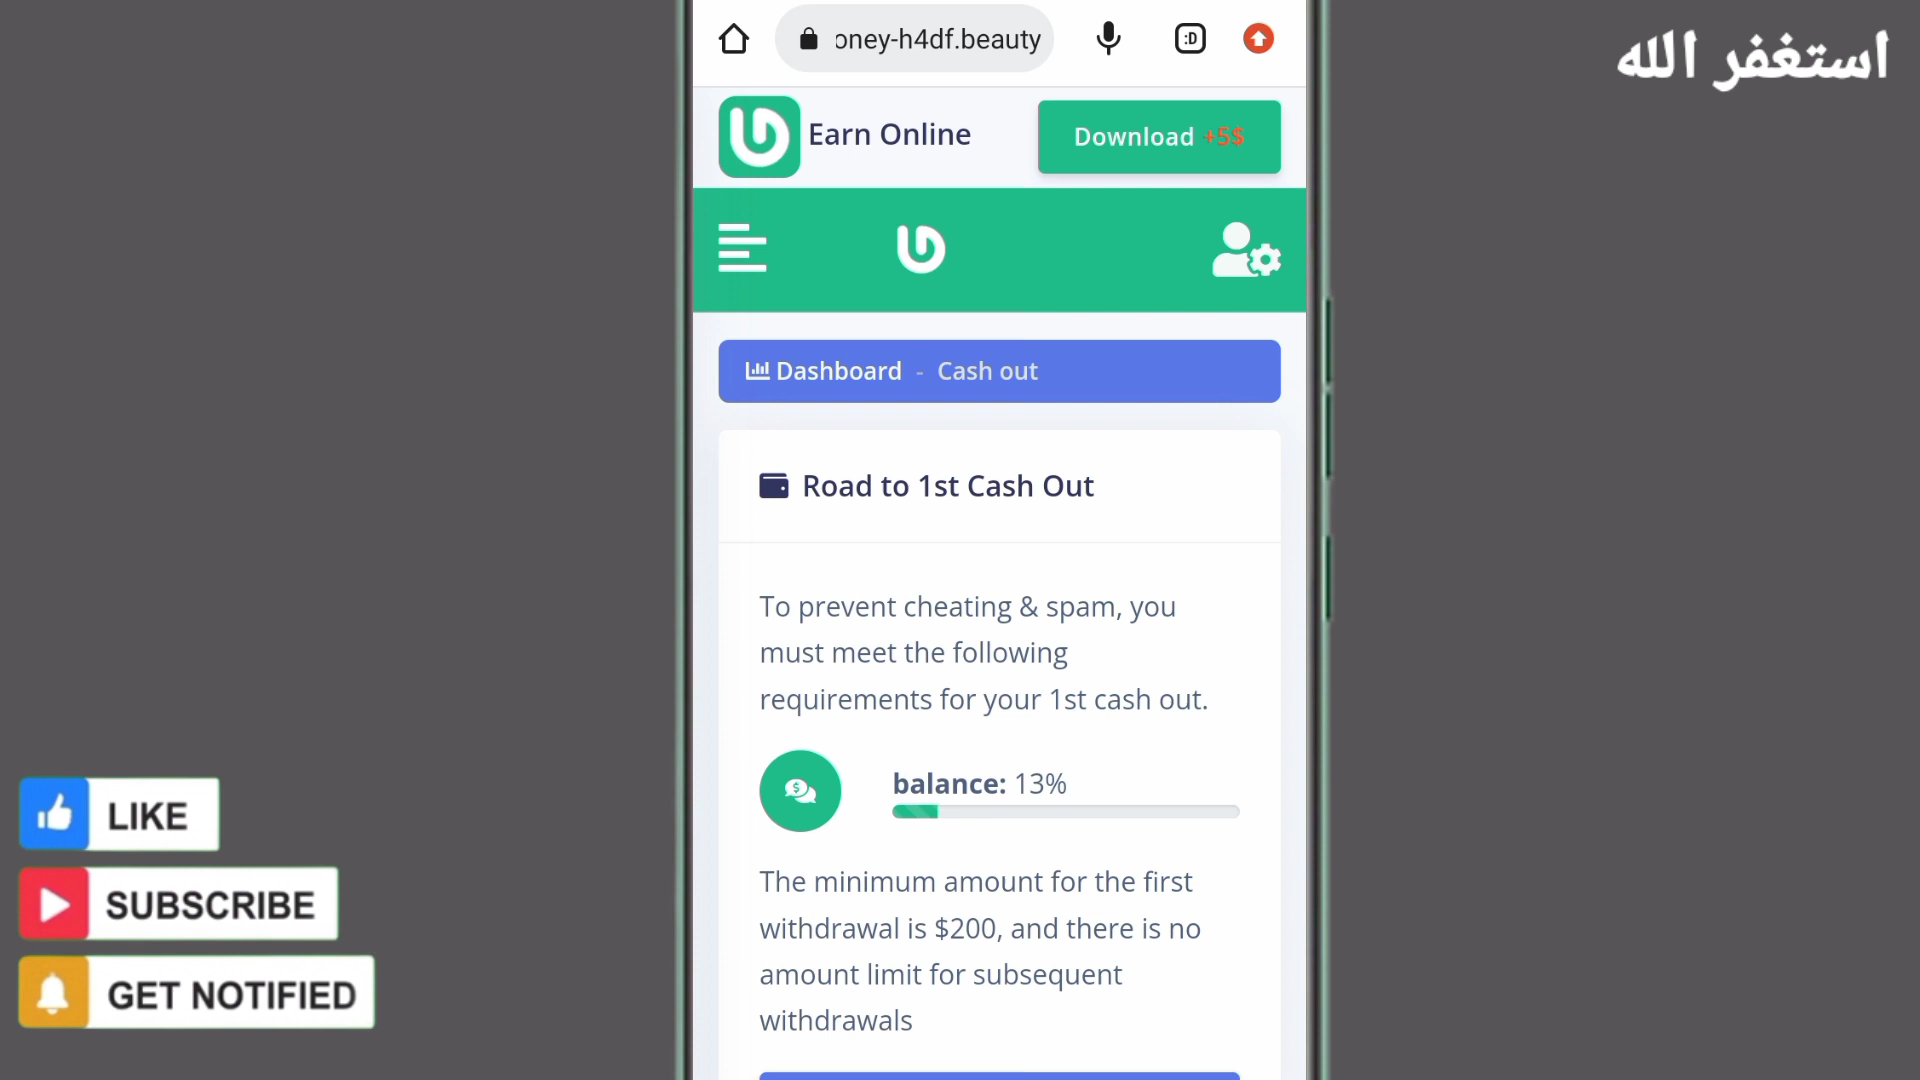 oney-h4df.beauty
:D
استغفر الله
Earn Online
Download +5$
Dashboard - Cash out
Road to 1st Cash Out
To prevent cheating & spam, you
must meet the following
requirements for your 1st cash out.
balance: 13%
The minimum amount for the first
withdrawal is $200, and there is no
amount limit for subsequent
withdrawals
LIKE
SUBSCRIBE
GET NOTIFIED